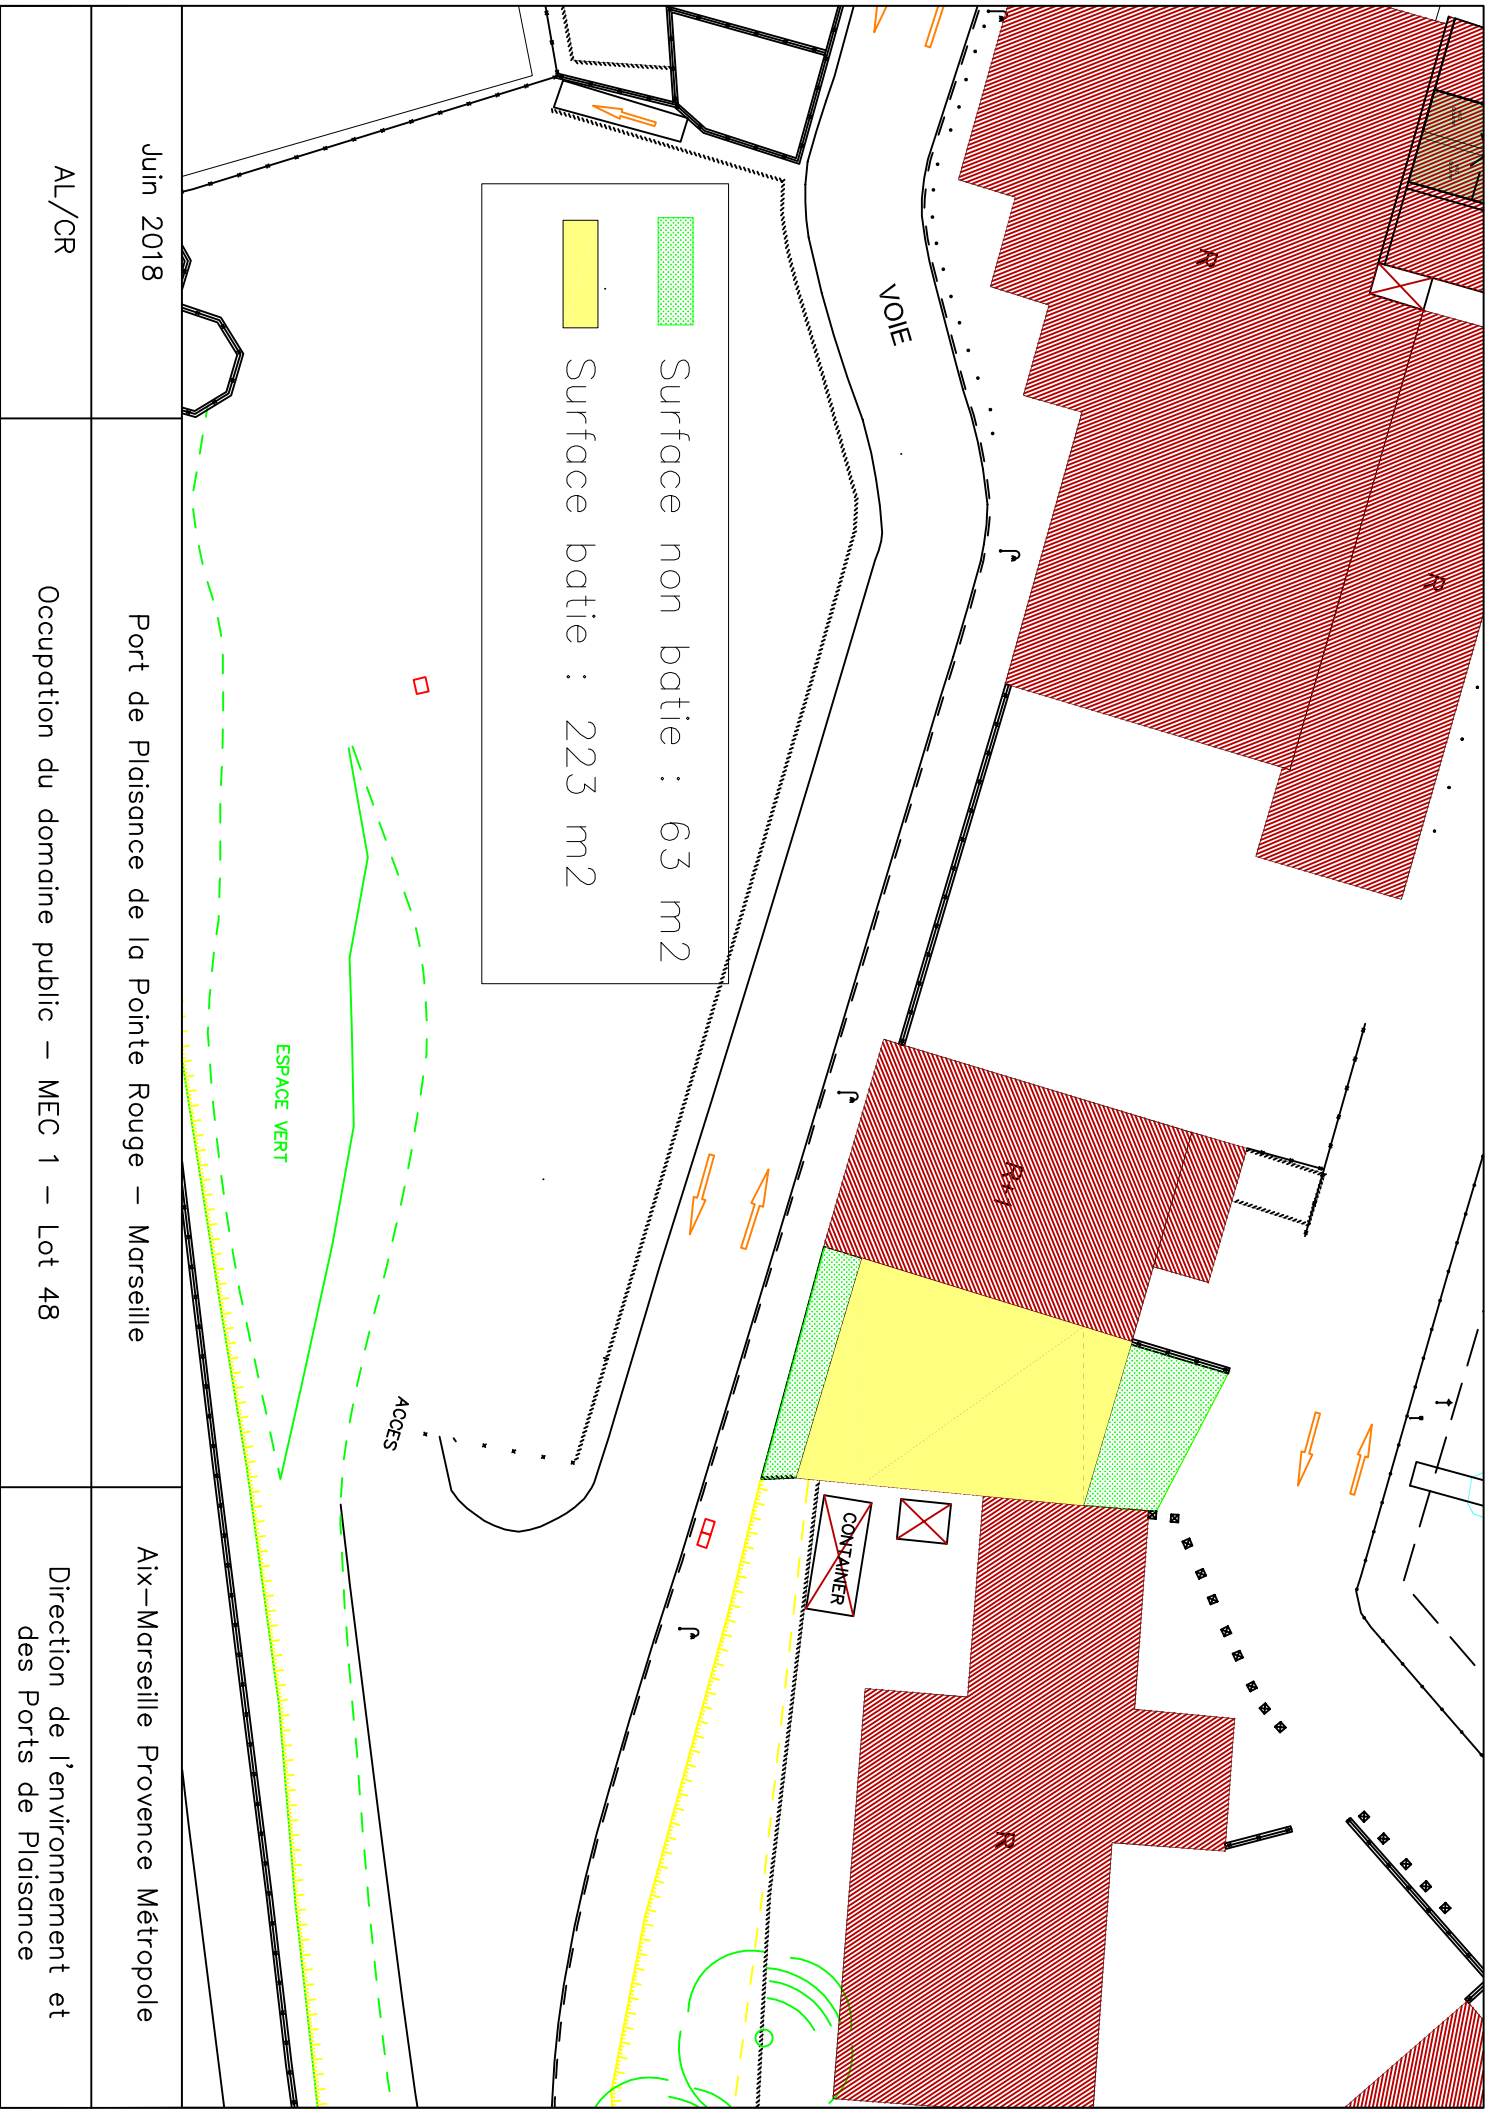 R
R
VOIE
Surface non batie : 63 m2
Surface batie : 223 m2
R+1
ESPACE VERT
ACCES
CONTAINER
R
Juin 2018
Port de Plaisance de la Pointe Rouge – Marseille
Aix–Marseille Provence Métropole
AL/CR
Occupation du domaine public – MEC 1 – Lot 48
Direction de l'environnement et
des Ports de Plaisance